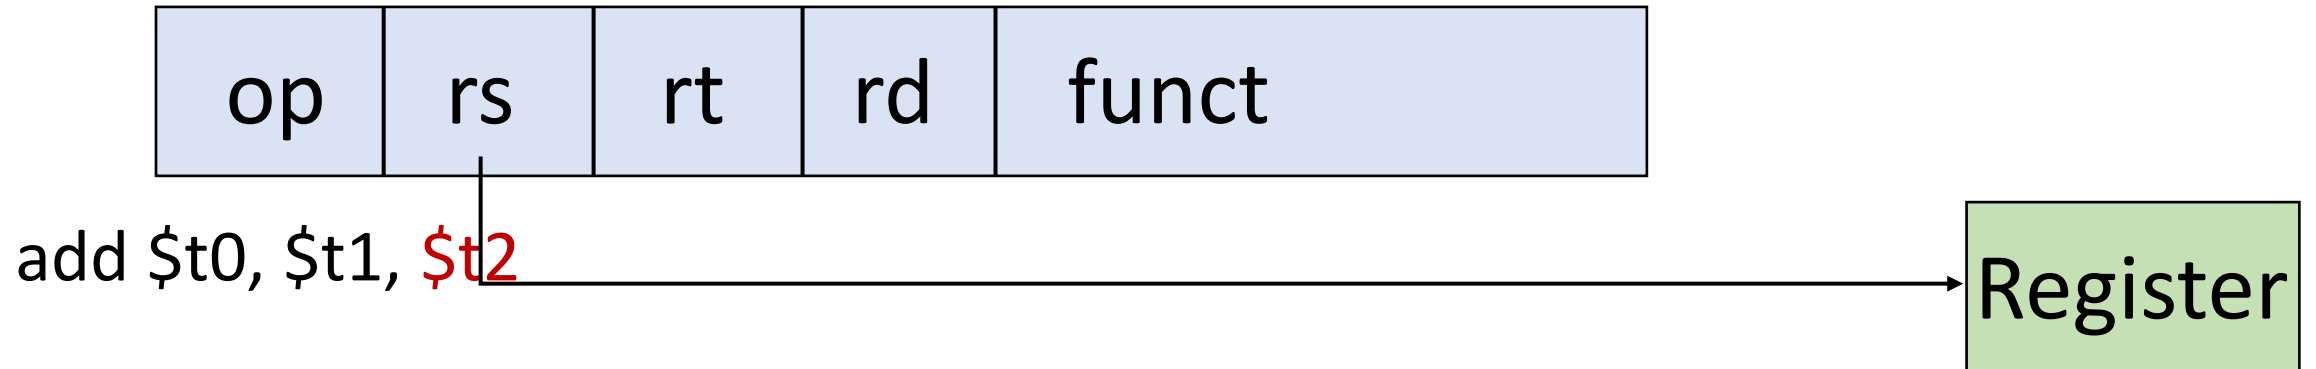 op rs rt rd funct
add $t0, $t1, $t2
Register